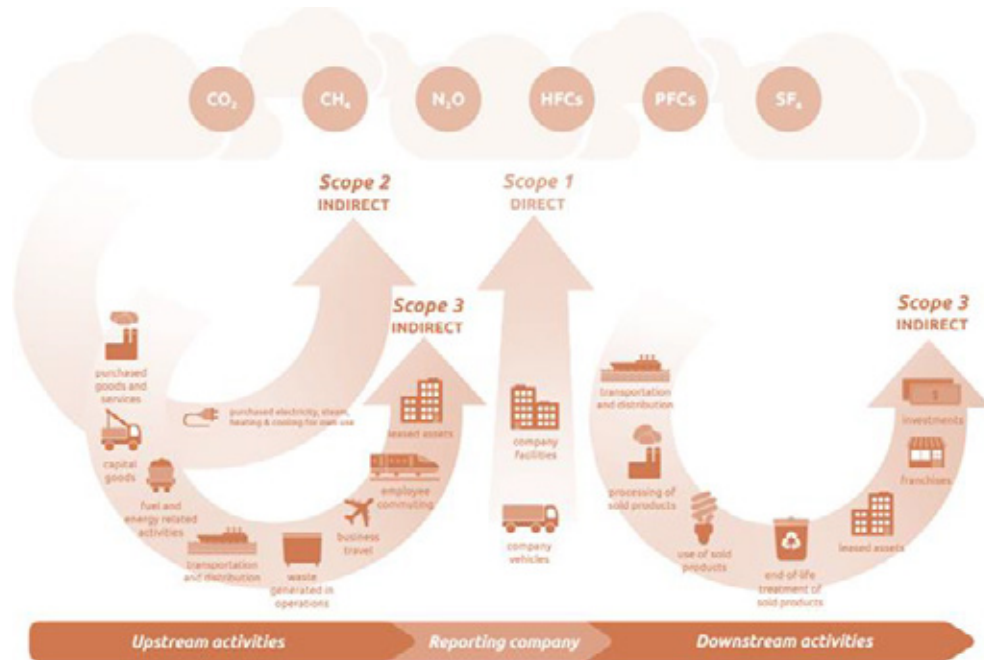 CO₂ CH₄ N₂O HFCs PFCs SF₆
Scope 2
INDIRECT
Scope 1
DIRECT
Scope 3
INDIRECT
Scope 3
INDIRECT
purchased
goods and
services
capital
goods
fuel and
energy related
activities
purchased electricity, steam,
heating & cooling for own use
transportation
and distribution
waste
generated in
operations
business
travel
employee
commuting
leased assets
company
facilities
company
vehicles
transportation
and distribution
processing of
sold products
use of sold
products
end-of-life
treatment of
sold products
leased assets
franchises
investments
Upstream activities
Reporting company
Downstream activities